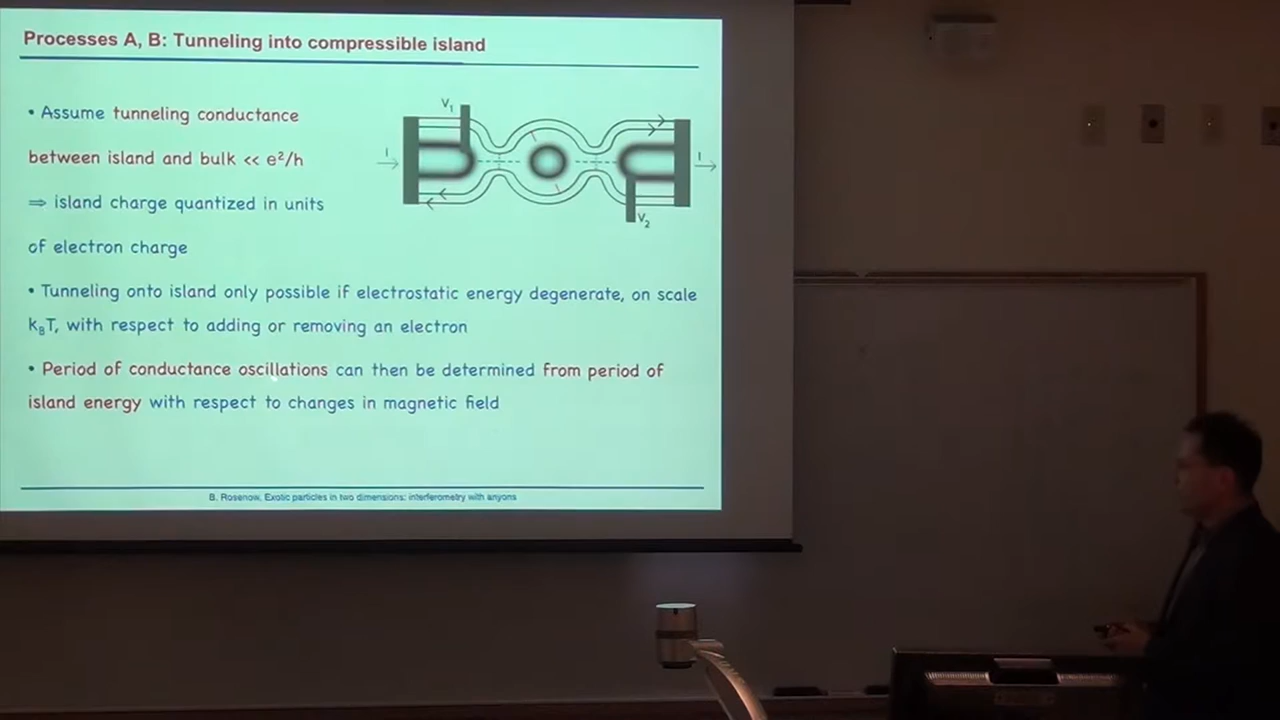 Processes A, B: Tunneling into compressible island
• Assume tunneling conductance
between island and bulk << e²/h
⇒ island charge quantized in units
of electron charge
V₁
I
I
V₂
• Tunneling onto island only possible if electrostatic energy degenerate, on scale
k_BT, with respect to adding or removing an electron
• Period of conductance oscillations can then be determined from period of
island energy with respect to changes in magnetic field
B. Rosenow, Exotic particles in two dimensions: interferometry with anyons